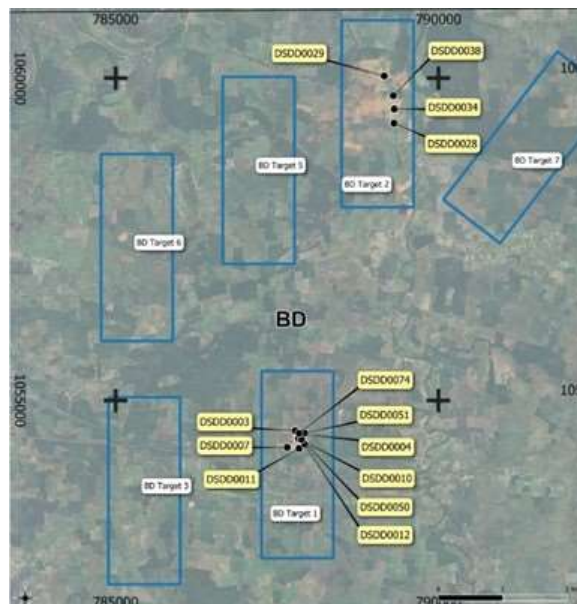 785000
790000
DSDD0029
DSDD0038
1060000
DSDD0034
DSDD0028
BD Target 5
BD Target 2
BD Target 7
BD Target 6
BD
1055000
DSDD0074
DSDD0003
DSDD0051
DSDD0007
DSDD0004
DSDD0011
DSDD0010
BD Target 3
DSDD0050
BD Target 1
DSDD0012
785000
790000